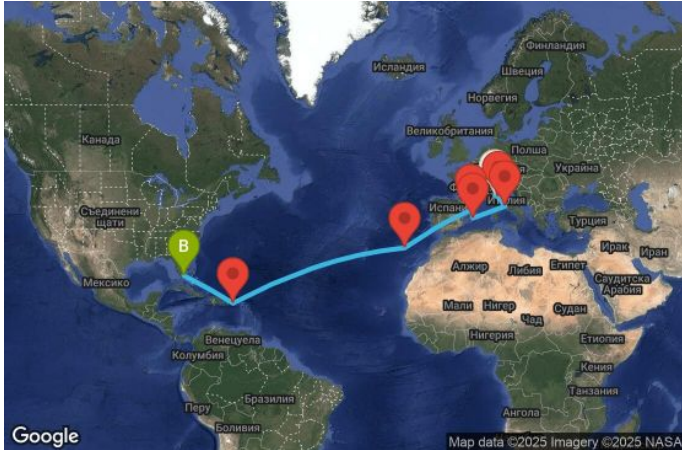 Финландия
Исландия
Швеция
Норвегия
Великобритания
Канада
Полша
Украйна
Италия
Испания
Съединени
щати
Турция
Ирак
Иран
B
Алжир
Либия
Египет
Саудитска
Арабия
Мексико
Мали
Нигер
Судан
Чад
Нигерия
Етиопия
Венецуела
Колумбия
Кения
Танзания
Бразилия
Перу
Ангола
Боливия
Google
Map data ©2025 Imagery ©2025 NASA